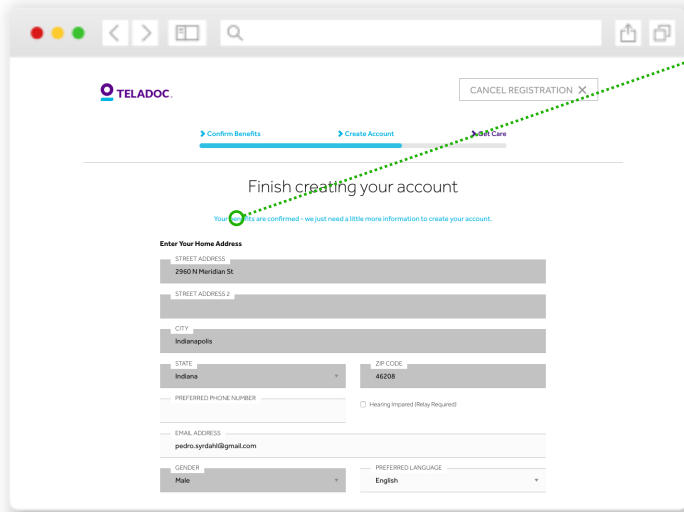 TELADOC.
CANCEL REGISTRATION X
Confirm Benefits
Create Account
Get Care
Finish creating your account
Your benefits are confirmed - we just need a little more information to create your account.
Enter Your Home Address
STREET ADDRESS
2960 N Meridian St
STREET ADDRESS 2
CITY
Indianapolis
STATE
Indiana
ZIP CODE
46208
PREFERRED PHONE NUMBER
Hearing Impared (Relay Required)
EMAIL ADDRESS
pedro.syrdahl@gmail.com
GENDER
Male
PREFERRED LANGUAGE
English